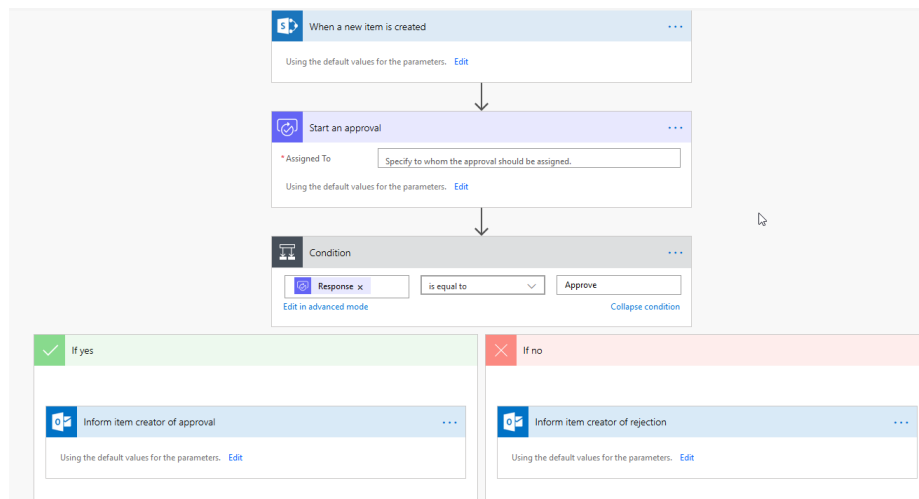 When a new item is created
Using the default values for the parameters. Edit
Start an approval
* Assigned To Specify to whom the approval should be assigned.
Using the default values for the parameters. Edit
Condition
Response x is equal to Approve
Edit in advanced mode Collapse condition
If yes
If no
Inform item creator of approval
Inform item creator of rejection
Using the default values for the parameters. Edit
Using the default values for the parameters. Edit